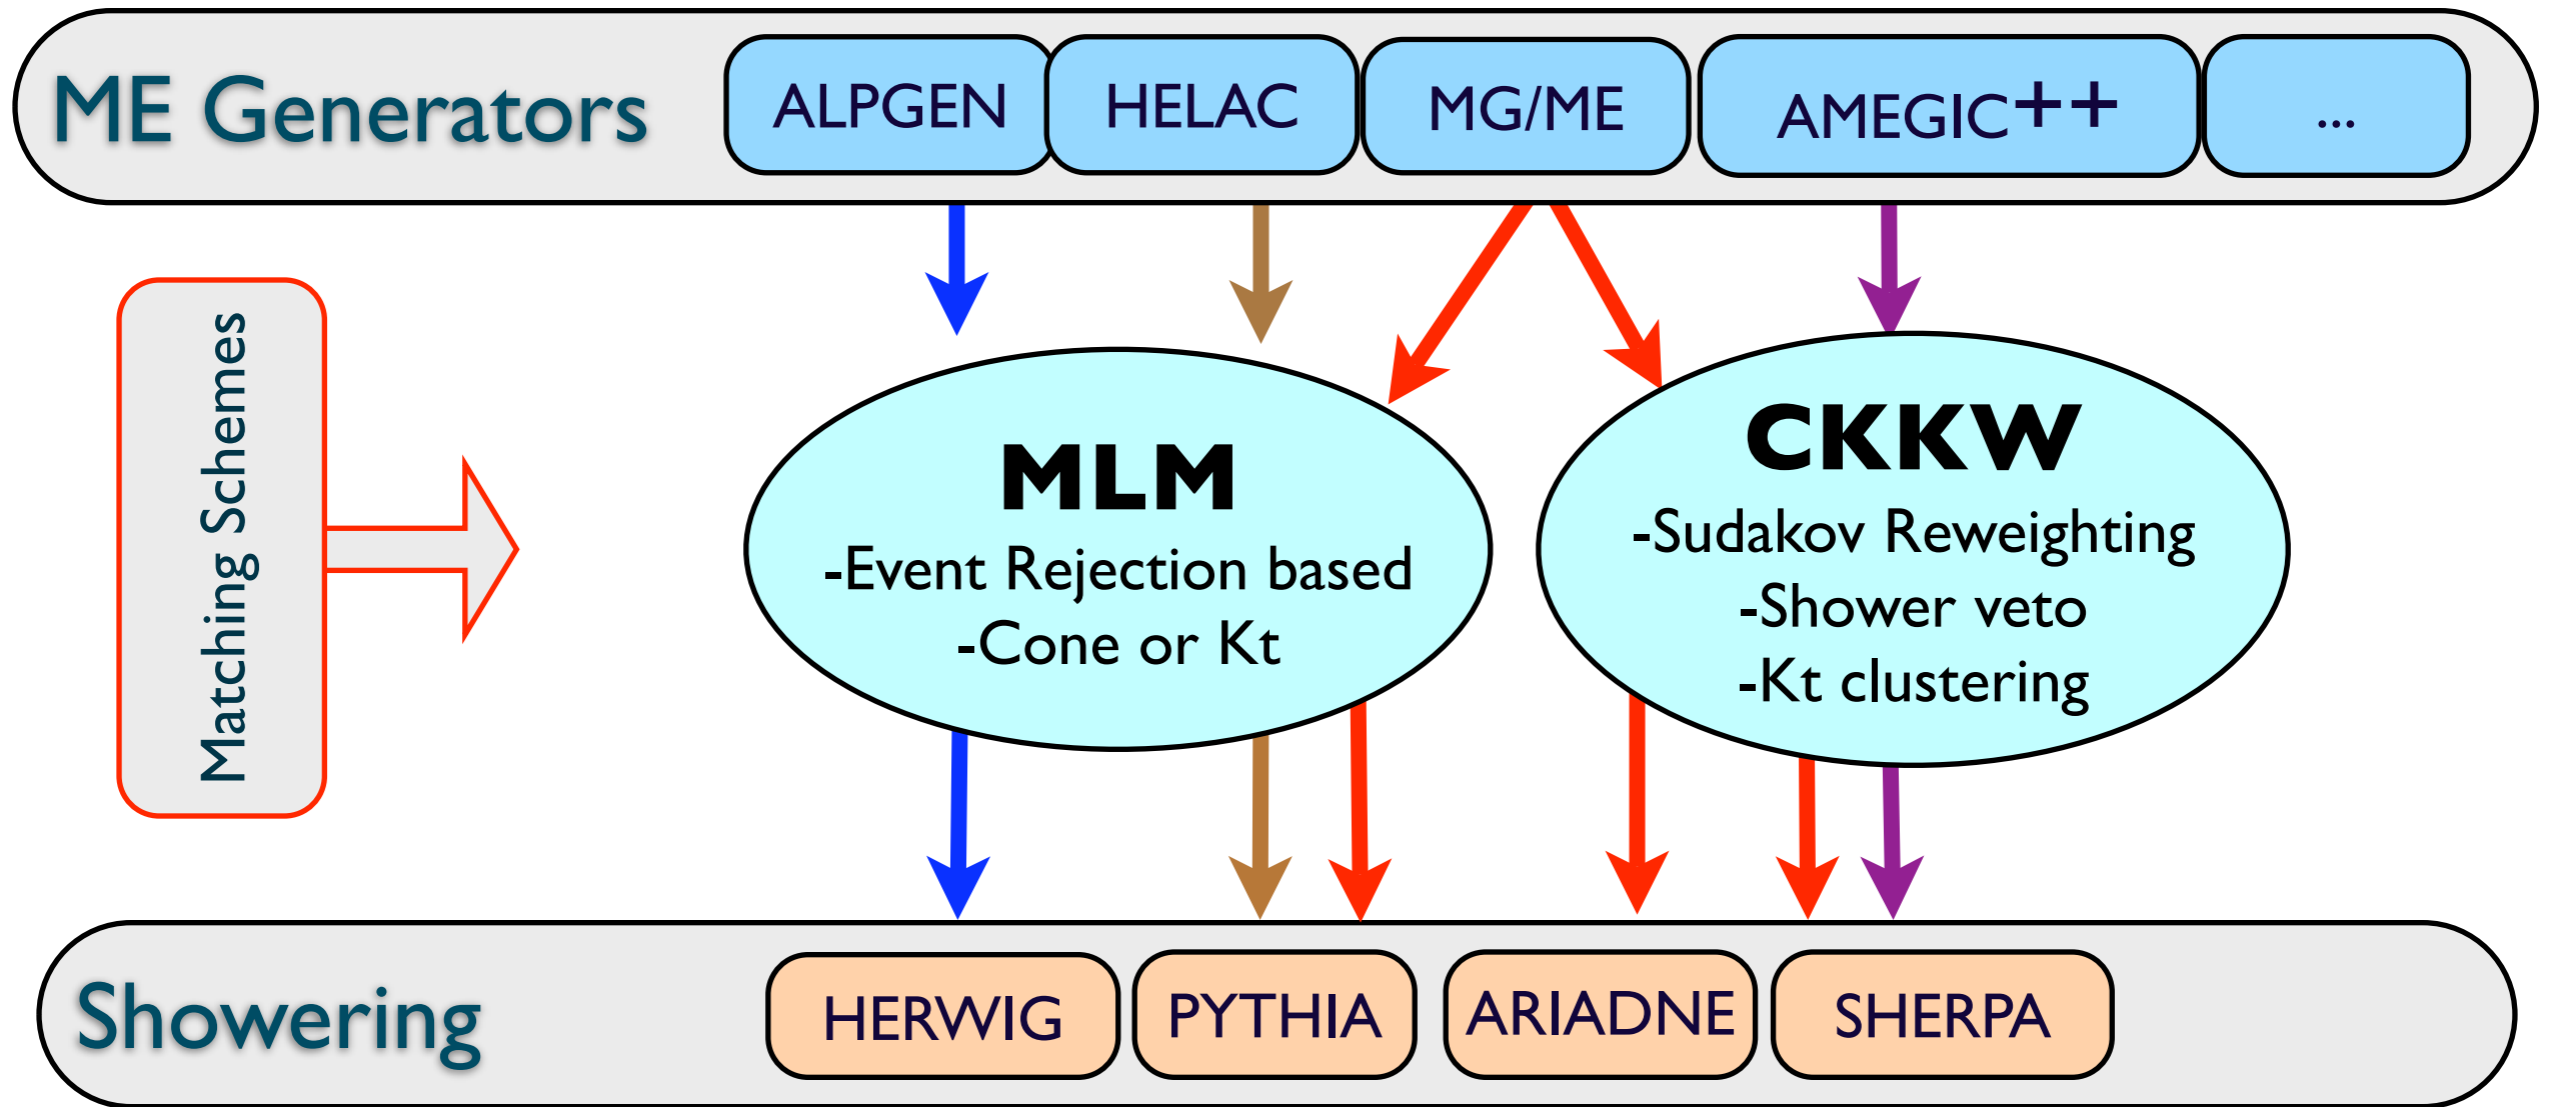 ME Generators
ALPGEN
HELAC
MG/ME
AMEGIC++
...
Matching Schemes
MLM
-Event Rejection based
-Cone or Kt
CKKW
-Sudakov Reweighting
-Shower veto
-Kt clustering
Showering
HERWIG
PYTHIA
ARIADNE
SHERPA